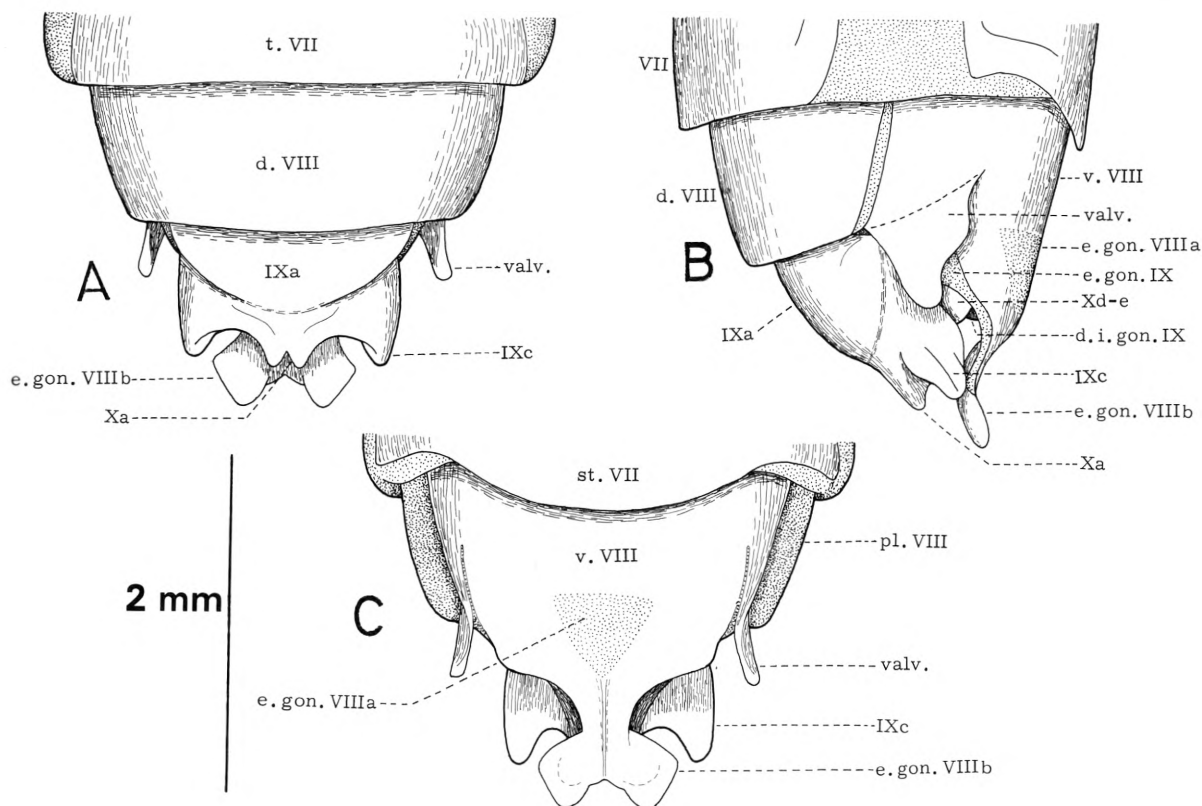 t. VII
d. VIII
IXa
A
valv.
IXc
e.gon. VIIIb
Xa
VII
d. VIII
B
IXa
v. VIII
valv.
e.gon. VIIIa
e.gon. IX
Xd-e
d.i.gon. IX
IXc
e.gon. VIIIb
Xa
st. VII
v. VIII
pl. VIII
2 mm
C
valv.
e.gon. VIIIa
IXc
e.gon. VIIIb